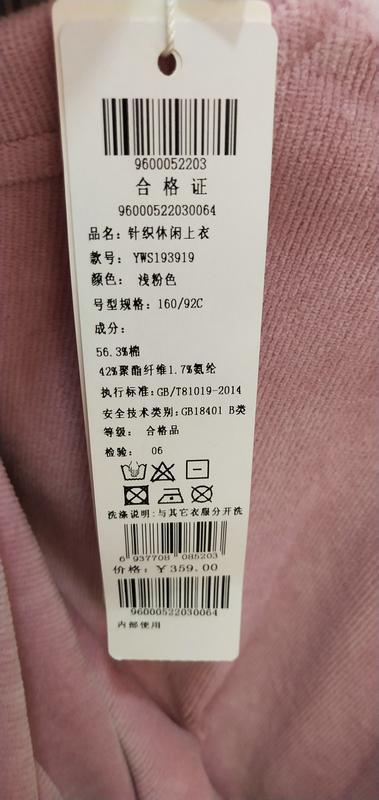 9600052203
合格证
96000522030064
品名: 针织休闲上衣
款号: YWS193919
颜色: 浅粉色
号型规格: 160/92C
成分:
56.3%棉
42%聚酯纤维1.7%氨纶
执行标准: GB/T81019-2014
安全技术类别: GB18401 B类
等级: 合格品
检验: 06
洗涤说明: 与其它衣服分开洗
6 937708 085203
价格: ¥359.00
96000522030064
内部使用